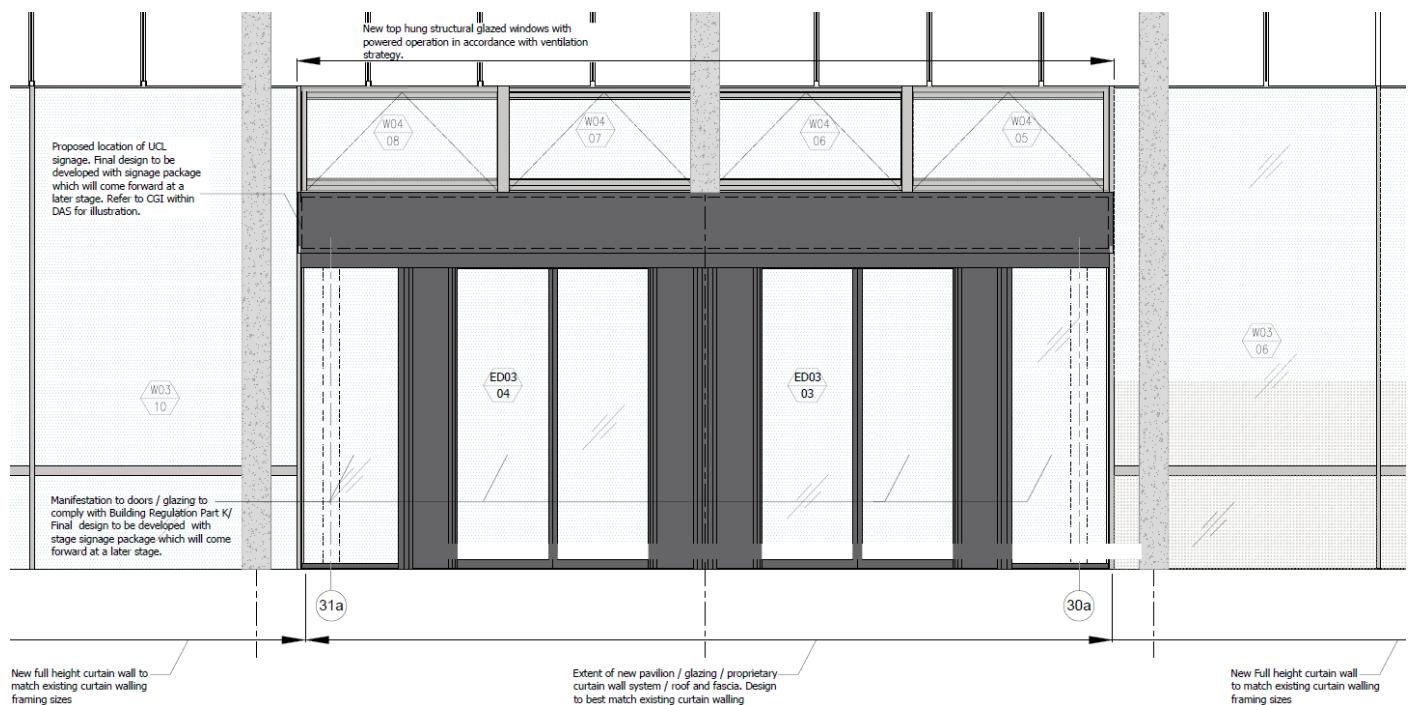 New top hung structural glazed windows with
powered operation in accordance with ventilation
strategy.
W04
08
W04
07
W04
06
W04
05
Proposed location of UCL
signage. Final design to be
developed with signage package
which will come forward at a
later stage. Refer to CGI within
DAS for illustration.
W03
06
ED03
04
ED03
03
W03
10
Manifestation to doors / glazing to
comply with Building Regulation Part K/
Final design to be developed with
stage signage package which will come
forward at a later stage.
31a
30a
New full height curtain wall to
match existing curtain walling
framing sizes
Extent of new pavilion / glazing / proprietary
curtain wall system / roof and fascia. Design
to best match existing curtain walling
New Full height curtain wall
to match existing curtain walling
framing sizes